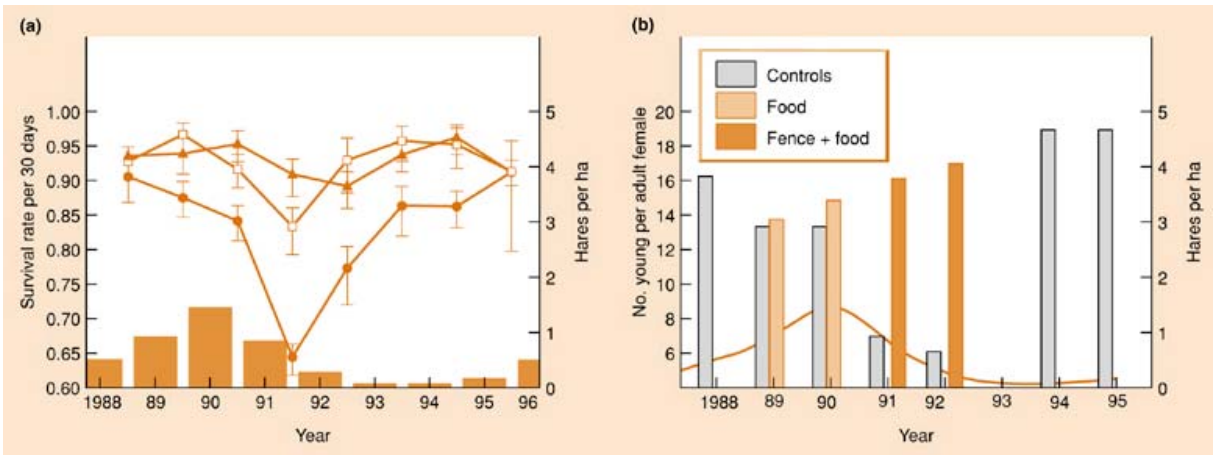 (a)
Survival rate per 30 days
1.00
0.95
0.90
0.85
0.80
0.75
0.70
0.65
0.60
5
4
3
2
1
0
Hares per ha
1988 89 90 91 92 93 94 95 96
Year
(b)
Controls
Food
Fence + food
No. young per adult female
20
18
16
14
12
10
8
6
5
4
3
2
1
0
Hares per ha
1988 89 90 91 92 93 94 95
Year